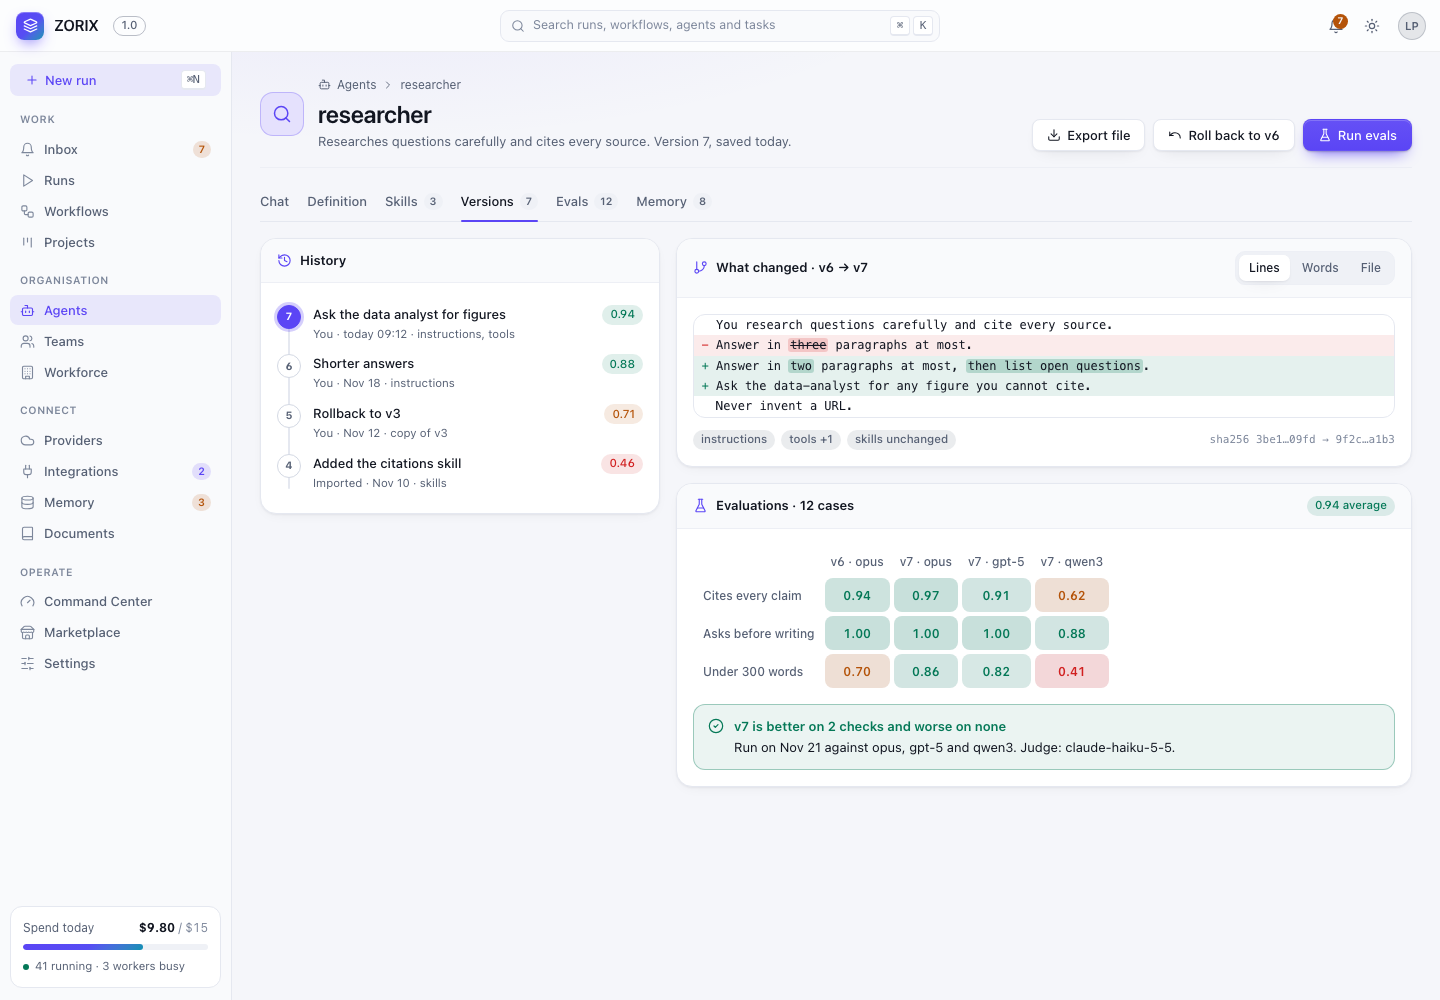 ZORIX 1.0
Search runs, workflows, agents and tasks ⌘ K
7
LP
New run ⌘N
WORK
Inbox 7
Runs
Workflows
Projects
ORGANISATION
Agents
Teams
Workforce
CONNECT
Providers
Integrations 2
Memory 3
Documents
OPERATE
Command Center
Marketplace
Settings
Spend today $9.80 / $15
41 running · 3 workers busy
Agents > researcher
researcher
Researches questions carefully and cites every source. Version 7, saved today.
Export file
Roll back to v6
Run evals
Chat Definition Skills 3 Versions 7 Evals 12 Memory 8
History
7 Ask the data analyst for figures 0.94
You · today 09:12 · instructions, tools
6 Shorter answers 0.88
You · Nov 18 · instructions
5 Rollback to v3 0.71
You · Nov 12 · copy of v3
4 Added the citations skill 0.46
Imported · Nov 10 · skills
What changed · v6 → v7
Lines Words File
You research questions carefully and cite every source.
− Answer in three paragraphs at most.
+ Answer in two paragraphs at most, then list open questions.
+ Ask the data-analyst for any figure you cannot cite.
Never invent a URL.
instructions tools +1 skills unchanged sha256 3be1…09fd → 9f2c…a1b3
Evaluations · 12 cases 0.94 average
v6 · opus v7 · opus v7 · gpt-5 v7 · qwen3
Cites every claim 0.94 0.97 0.91 0.62
Asks before writing 1.00 1.00 1.00 0.88
Under 300 words 0.70 0.86 0.82 0.41
v7 is better on 2 checks and worse on none
Run on Nov 21 against opus, gpt-5 and qwen3. Judge: claude-haiku-5-5.